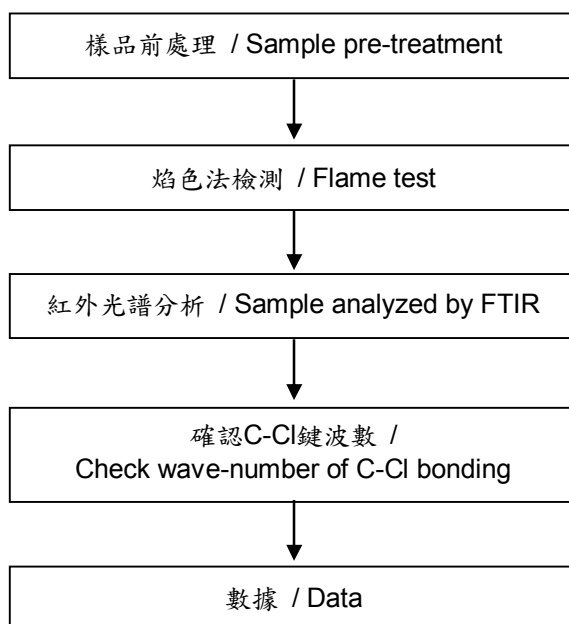 樣品前處理 / Sample pre-treatment
焰色法檢測 / Flame test
紅外光譜分析 / Sample analyzed by FTIR
確認C-Cl鍵波數 /
Check wave-number of C-Cl bonding
數據 / Data